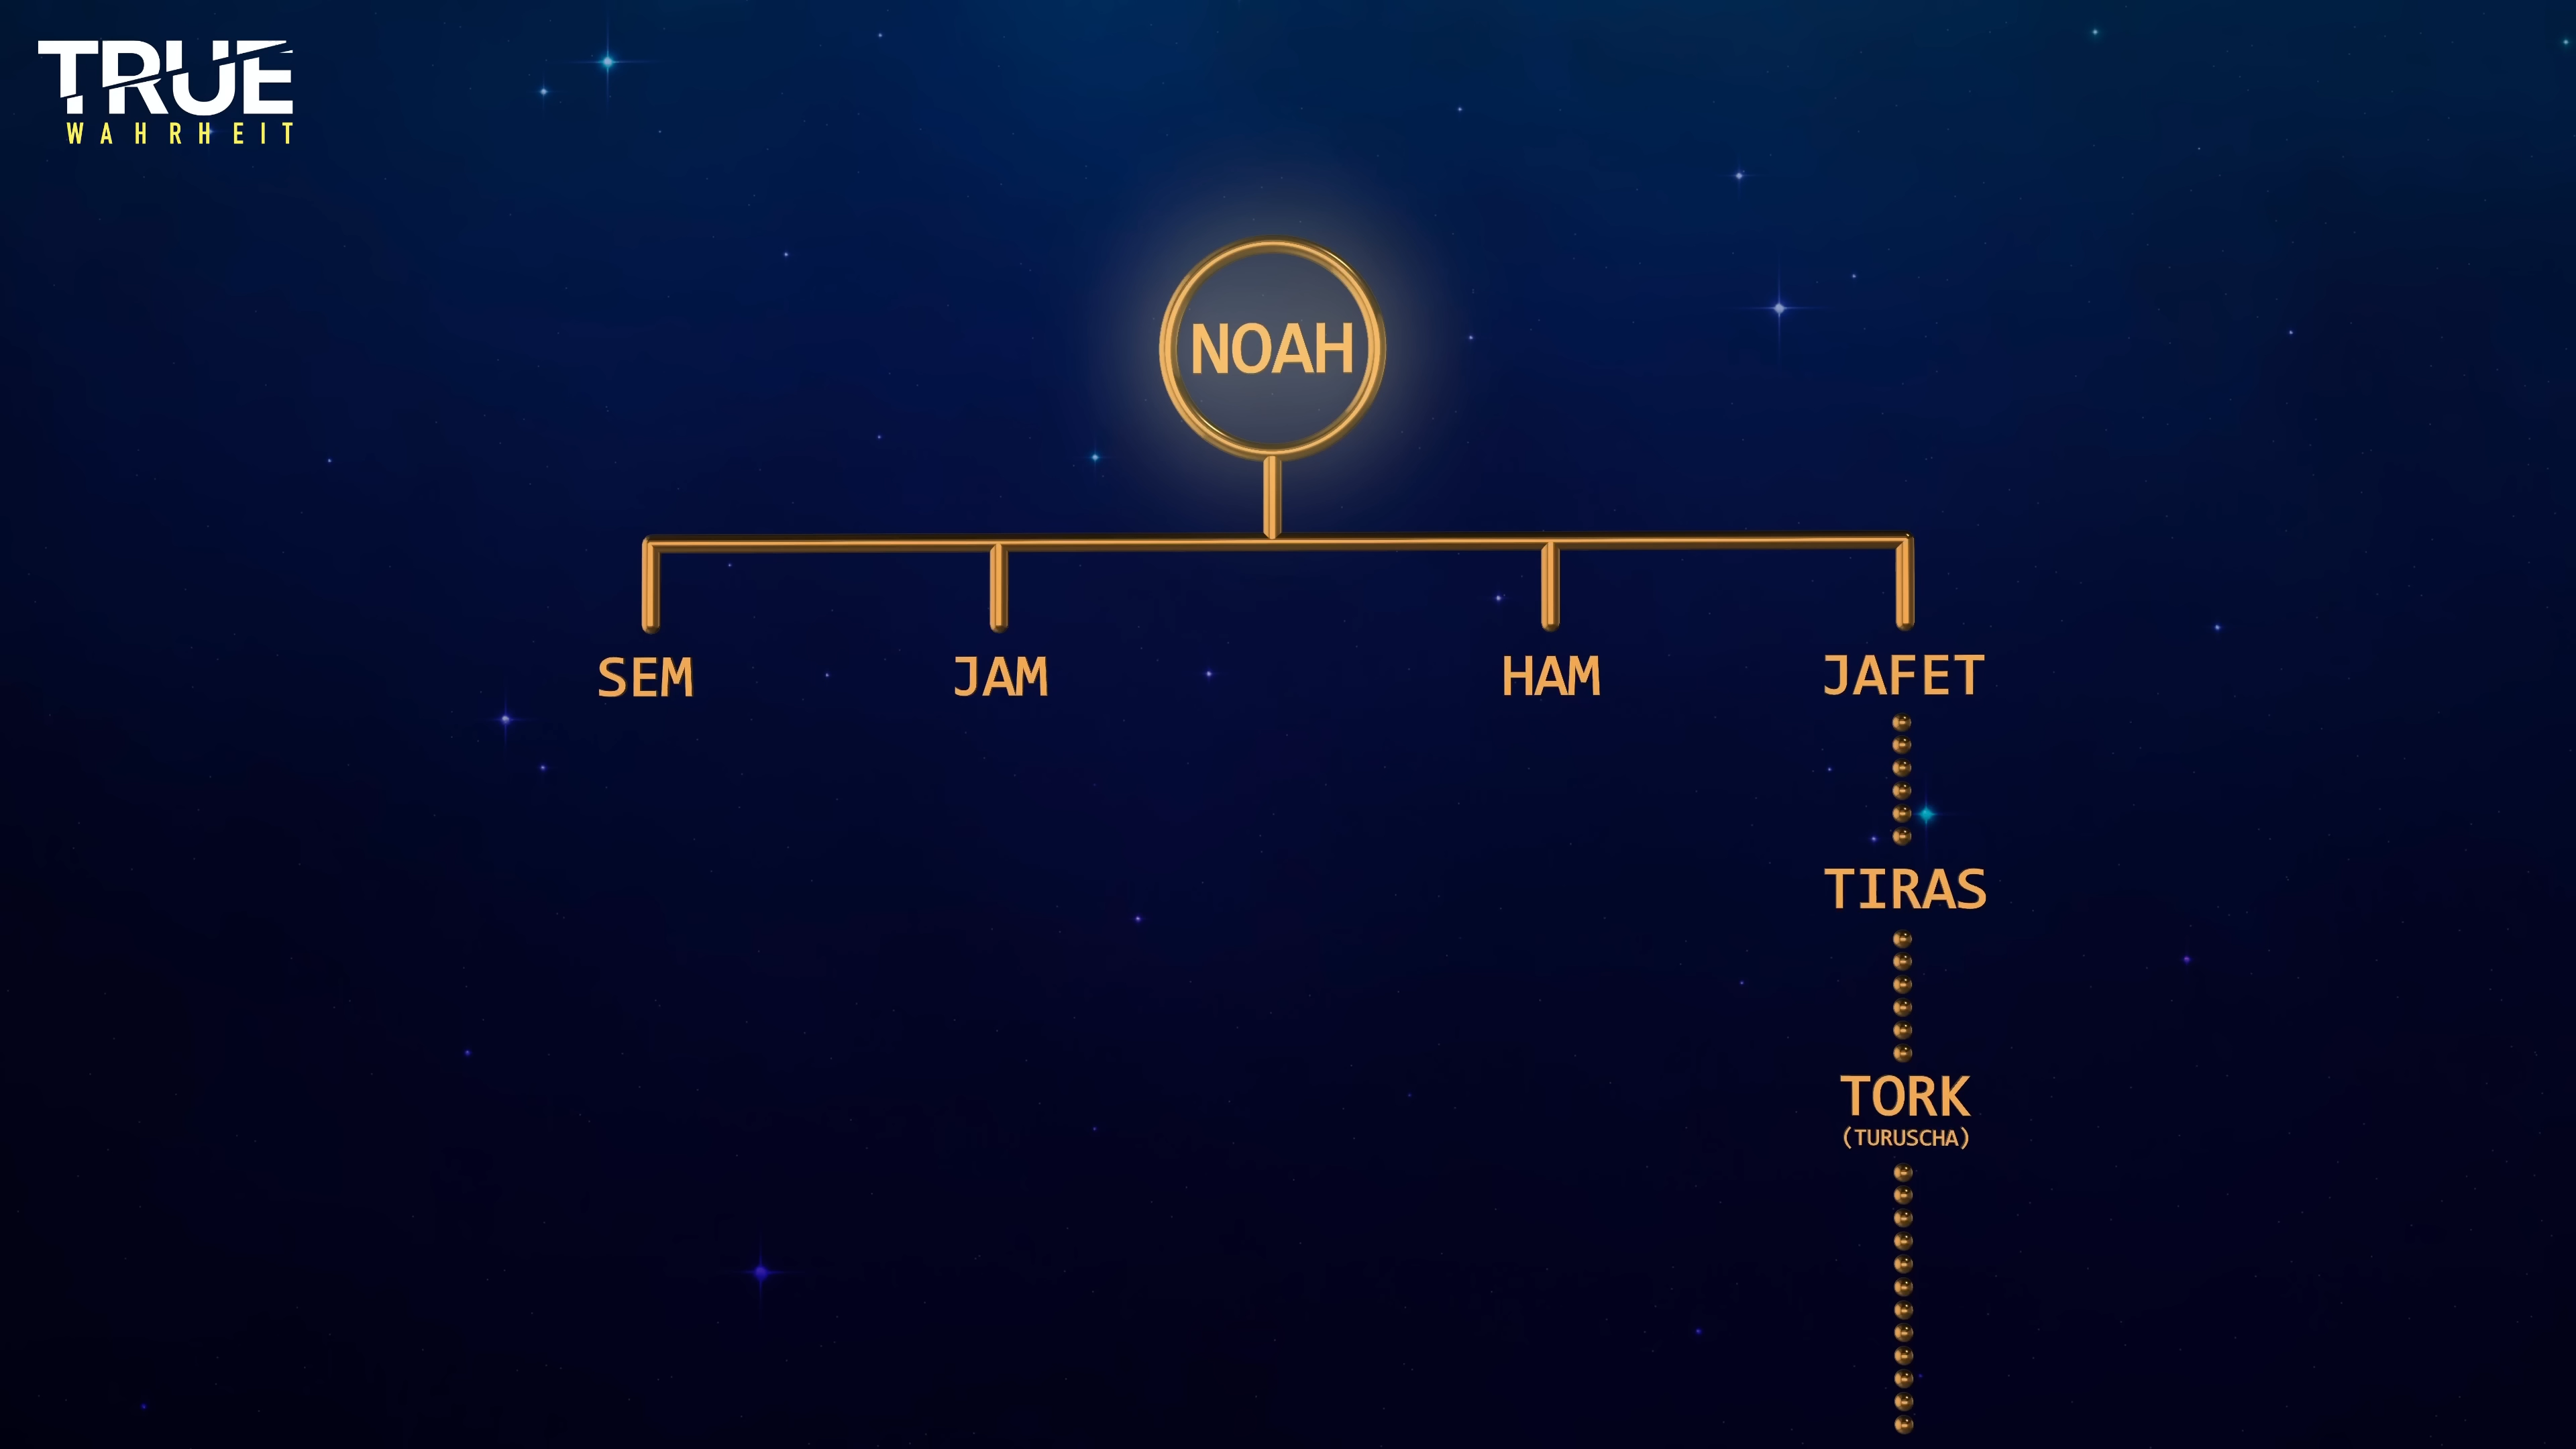 TRUE
WAHRHEIT
NOAH
SEM JAM HAM JAFET
TIRAS
TORK
(TURUSCHA)